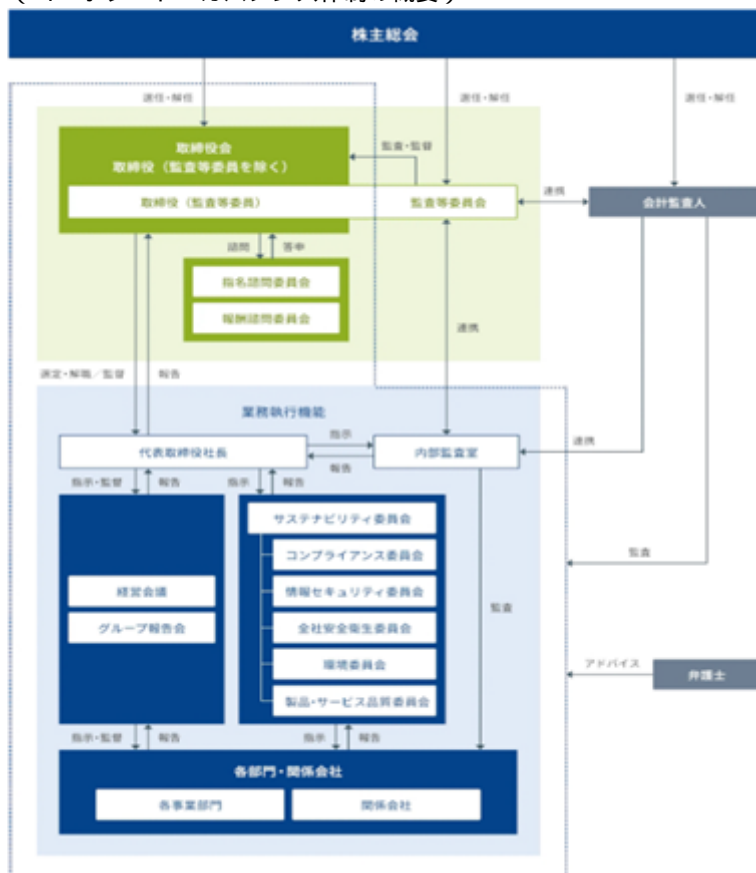 株主総会
選任・解任
選任・解任
選任・解任
取締役会
取締役（監査等委員を除く）
監査・監督
取締役（監査等委員）
監査等委員会
連携
会計監査人
諮問
答申
指名諮問委員会
報酬諮問委員会
連携
選定・解職／監督
報告
業務執行機能
代表取締役社長
指示
報告
内部監査室
連携
指示・監督
報告
指示
報告
サステナビリティ委員会
コンプライアンス委員会
情報セキュリティ委員会
全社安全衛生委員会
環境委員会
製品・サービス品質委員会
経営会議
グループ報告会
監査
監査
アドバイス
弁護士
指示・監督
報告
指示
報告
各部門・関係会社
各事業部門
関係会社